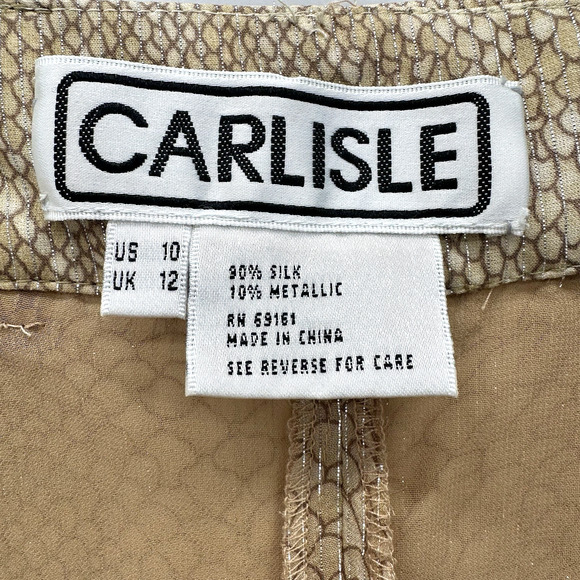 CARLISLE
US 10
UK 12
90% SILK
10% METALLIC
RN 69161
MADE IN CHINA
SEE REVERSE FOR CARE